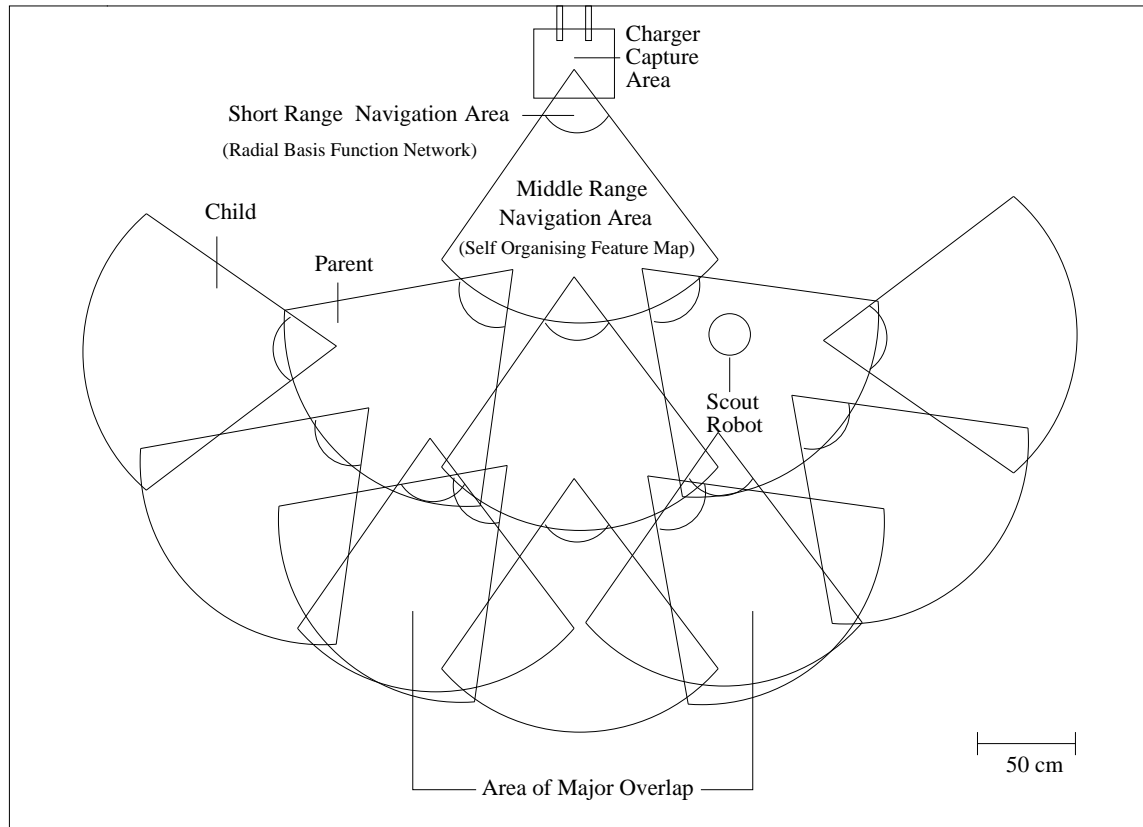 Charger
Capture
Area
Short Range Navigation Area
(Radial Basis Function Network)
Middle Range
Navigation Area
(Self Organising Feature Map)
Child
Parent
Scout
Robot
50 cm
Area of Major Overlap